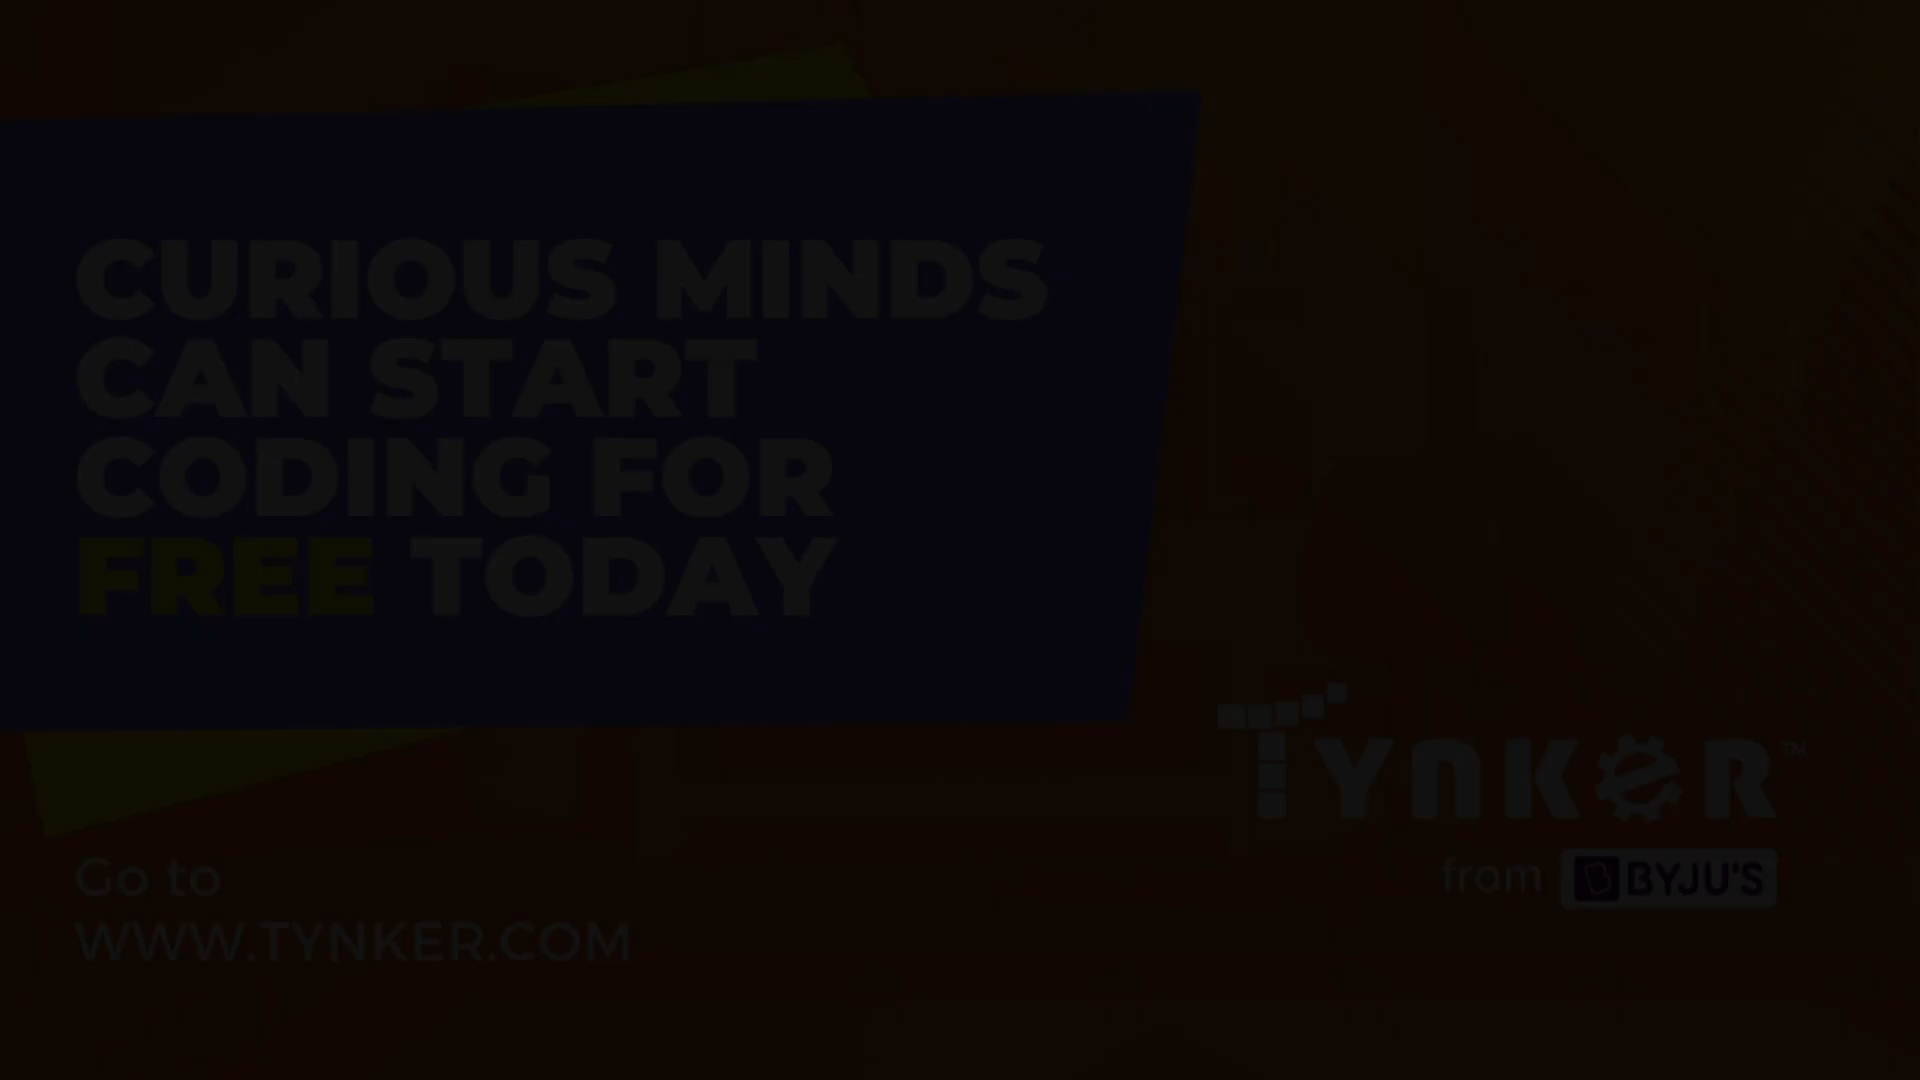 CURIOUS MINDS
CAN START
CODING FOR
FREE TODAY
TYNKER™
from BYJU'S
Go to
WWW.TYNKER.COM